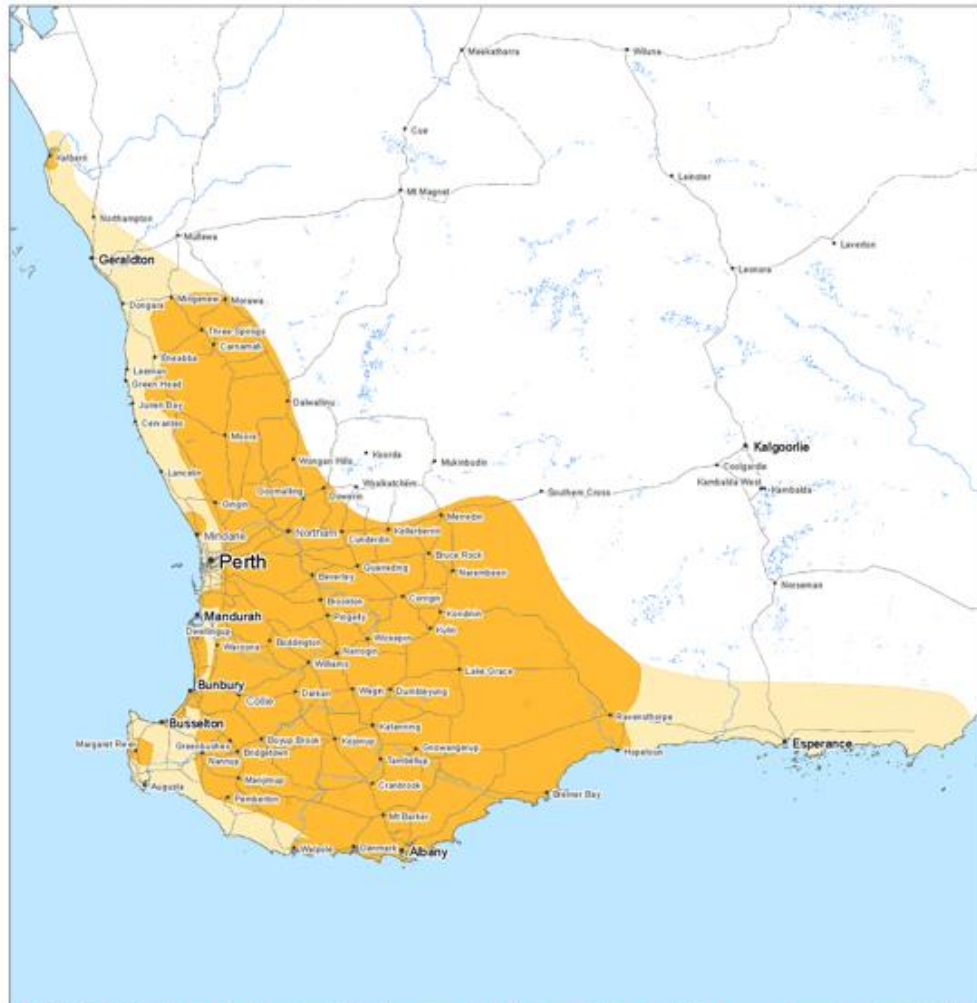 Meekatharra
Wiluna
Cue
Kalbarri
Leinster
Mt Magnet
Northampton
Mullewa
Laverton
Geraldton
Leonora
Dongara
Mingenew
Morawa
Three Springs
Carnamah
Eneabba
Leeman
Green Head
Jurien Bay
Dalwallinu
Cervantes
Moora
Kalgoorlie
Wongan Hills
Koorda
Mukinbudin
Coolgardie
Lancelin
Kambalda West
Kambalda
Goomalling
Dowerin
Wyalkatchem
Southern Cross
Gingin
Merredin
Mindarie
Northam
Cunderdin
Kellerberrin
Perth
Bruce Rock
Quairading
Narembeen
Beverley
Norseman
Brookton
Corrigin
Mandurah
Pingelly
Kondinin
Dwellingup
Kulin
Waroona
Boddington
Wickepin
Narrogin
Williams
Lake Grace
Bunbury
Collie
Darkan
Wagin
Dumbleyung
Busselton
Ravensthorpe
Katanning
Margaret River
Greenbushes
Boyup Brook
Kojonup
Gnowangerup
Esperance
Bridgetown
Nannup
Tambellup
Hopetoun
Augusta
Manjimup
Cranbrook
Pemberton
Bremer Bay
Mt Barker
Walpole
Denmark
Albany